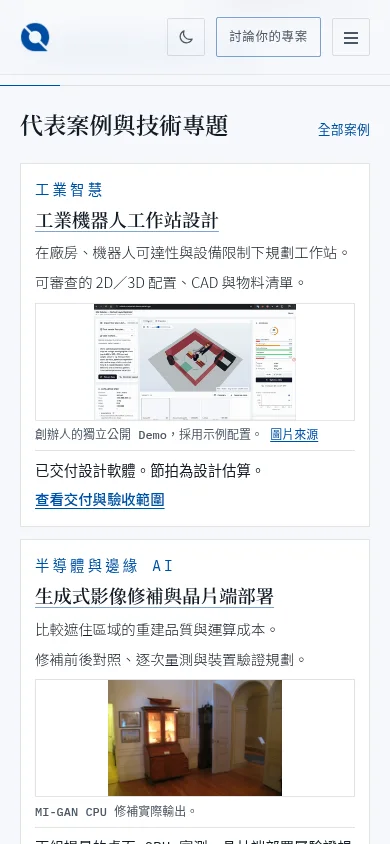 討論你的專案
代表案例與技術專題
全部案例
工業智慧
工業機器人工作站設計
在廠房、機器人可達性與設備限制下規劃工作站。
可審查的 2D／3D 配置、CAD 與物料清單。
創辦人的獨立公開 Demo，採用示例配置。 圖片來源
已交付設計軟體。節拍為設計估算。
查看交付與驗收範圍
半導體與邊緣 AI
生成式影像修補與晶片端部署
比較遮住區域的重建品質與運算成本。
修補前後對照、逐次量測與裝置驗證規劃。
MI-GAN CPU 修補實際輸出。